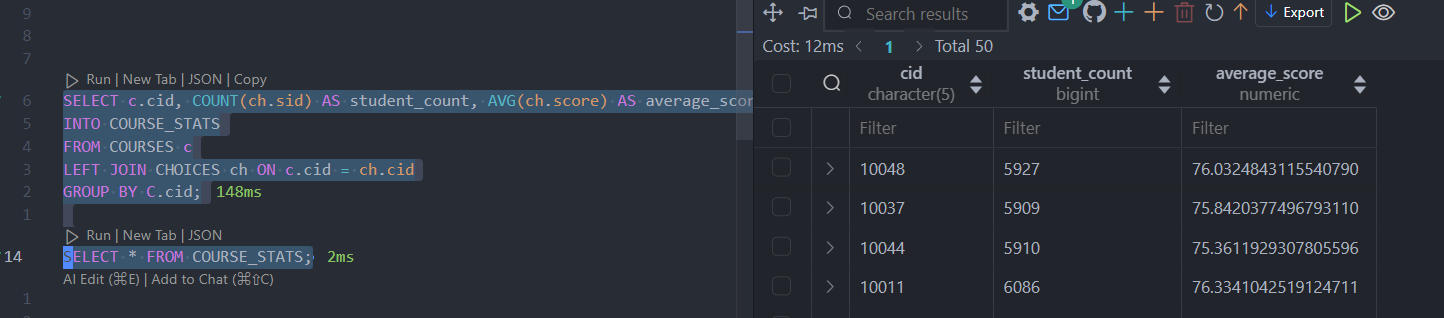 9
8
7
Run | New Tab | JSON | Copy
6 SELECT c.cid, COUNT(ch.sid) AS student_count, AVG(ch.score) AS average_scor
5 INTO COURSE_STATS
4 FROM COURSES c
3 LEFT JOIN CHOICES ch ON c.cid = ch.cid
2 GROUP BY C.cid; 148ms
1
Run | New Tab | JSON
14 SELECT * FROM COURSE_STATS; 2ms
AI Edit (⌘E) | Add to Chat (⌘⇧C)
1
Search results
Export
Cost: 12ms < 1 > Total 50
cid student_count average_score
character(5) bigint numeric
Filter Filter Filter
10048 5927 76.0324843115540790
10037 5909 75.8420377496793110
10044 5910 75.3611929307805596
10011 6086 76.3341042519124711